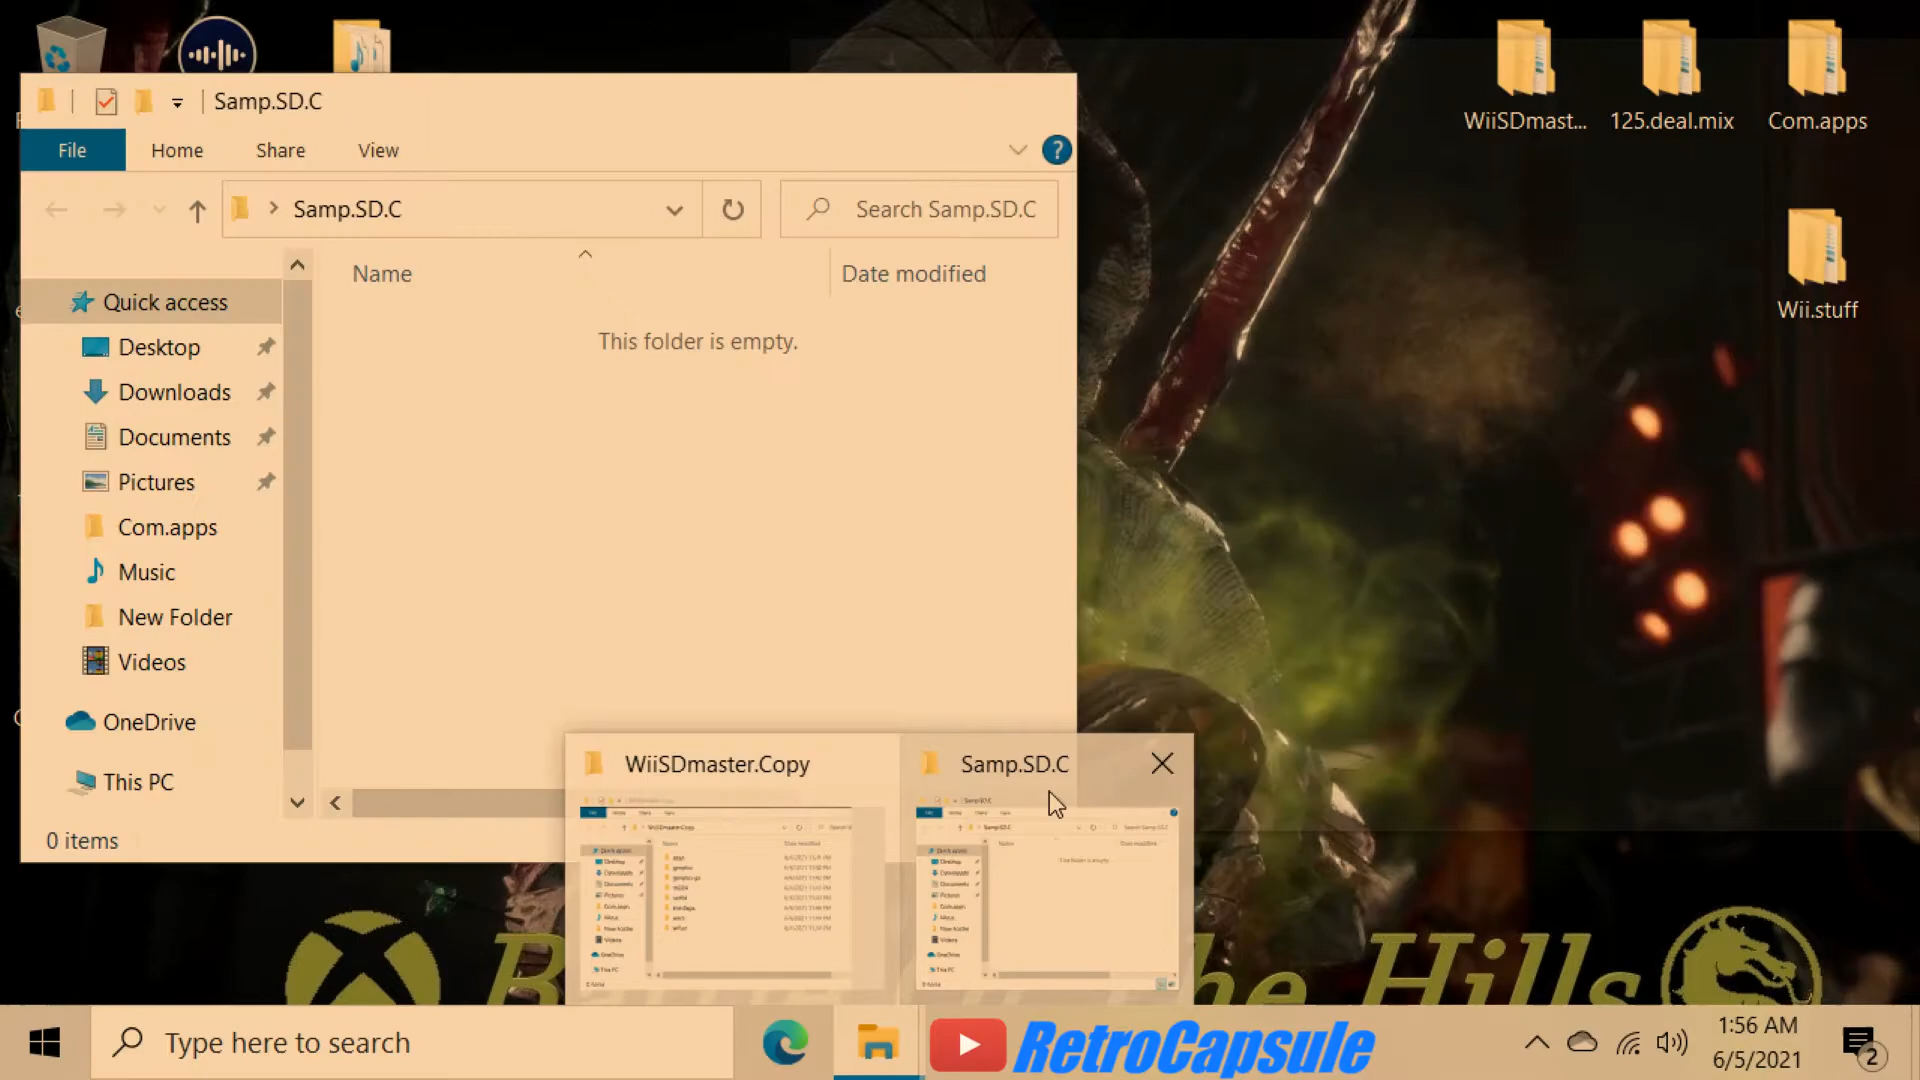 Samp.SD.C
File
Home
Share
View
?
Samp.SD.C
Search Samp.SD.C
Name
Date modified
This folder is empty.
Quick access
Desktop
Downloads
Documents
Pictures
Com.apps
Music
New Folder
Videos
OneDrive
This PC
0 items
WiiSDmast...
125.deal.mix
Com.apps
Wii.stuff
WiiSDmaster.Copy
Samp.SD.C
The Hills
Type here to search
RetroCapsule
1:56 AM
6/5/2021
2